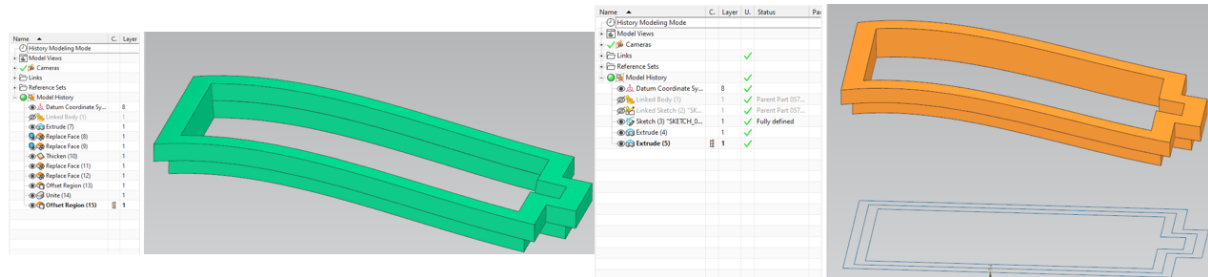 Name C. Layer
History Modeling Mode
Model Views
Cameras
Links
Reference Sets
Model History
Datum Coordinate Sy... 8
Linked Body (1) 1
Extrude (7) 1
Replace Face (8) 1
Replace Face (9) 1
Thicken (10) 1
Replace Face (11) 1
Replace Face (12) 1
Offset Region (13) 1
Unite (14) 1
Offset Region (15) 1
Name C. Layer U. Status Par
History Modeling Mode
Model Views
Cameras
Links
Reference Sets
Model History
Datum Coordinate Sy... 8
Linked Body (1) 1 Parent Part 057...
Linked Sketch (2) "SK... 1 Parent Part 057...
Sketch (3) "SKETCH_0... 1 Fully defined
Extrude (4) 1
Extrude (5) 1